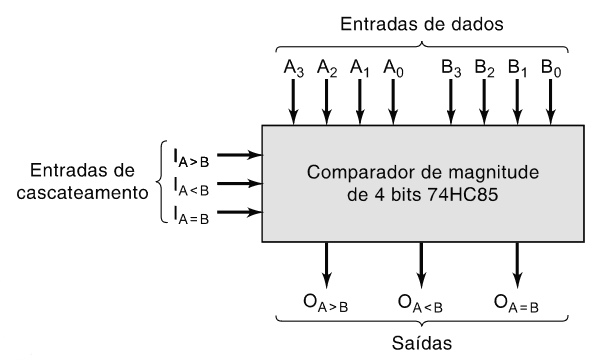 Entradas de dados
A3 A2 A1 A0 B3 B2 B1 B0
Entradas de
cascateamento
IA>B
IA<B
IA=B
Comparador de magnitude
de 4 bits 74HC85
OA>B OA<B OA=B
Saídas